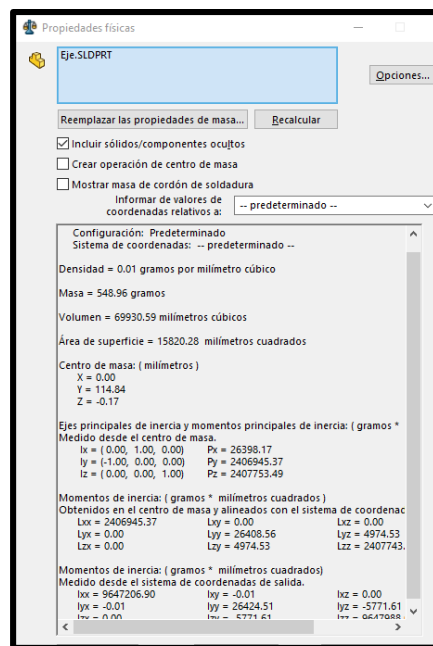 Propiedades físicas
Eje.SLDPRT
Opciones...
Reemplazar las propiedades de masa... Recalcular
Incluir sólidos/componentes ocultos
Crear operación de centro de masa
Mostrar masa de cordón de soldadura
Informar de valores de
coordenadas relativos a: -- predeterminado --
Configuración: Predeterminado
Sistema de coordenadas: -- predeterminado --
Densidad = 0.01 gramos por milímetro cúbico
Masa = 548.96 gramos
Volumen = 69930.59 milímetros cúbicos
Área de superficie = 15820.28 milímetros cuadrados
Centro de masa: ( milímetros )
X = 0.00
Y = 114.84
Z = -0.17
Ejes principales de inercia y momentos principales de inercia: ( gramos *
Medido desde el centro de masa.
Ix = ( 0.00, 1.00, 0.00) Px = 26398.17
Iy = (-1.00, 0.00, 0.00) Py = 2406945.37
Iz = ( 0.00, 0.00, 1.00) Pz = 2407753.49
Momentos de inercia: ( gramos * milímetros cuadrados )
Obtenidos en el centro de masa y alineados con el sistema de coordenac
Lxx = 2406945.37 Lxy = 0.00 Lxz = 0.00
Lyx = 0.00 Lyy = 26408.56 Lyz = 4974.53
Lzx = 0.00 Lzy = 4974.53 Lzz = 2407743.
Momentos de inercia: ( gramos * milímetros cuadrados)
Medido desde el sistema de coordenadas de salida.
Ixx = 9647206.90 Ixy = -0.01 Ixz = 0.00
Iyx = -0.01 Iyy = 26424.51 Iyz = -5771.61
Izx = 0.00 Izy = -5771.61 Izz = 9647988